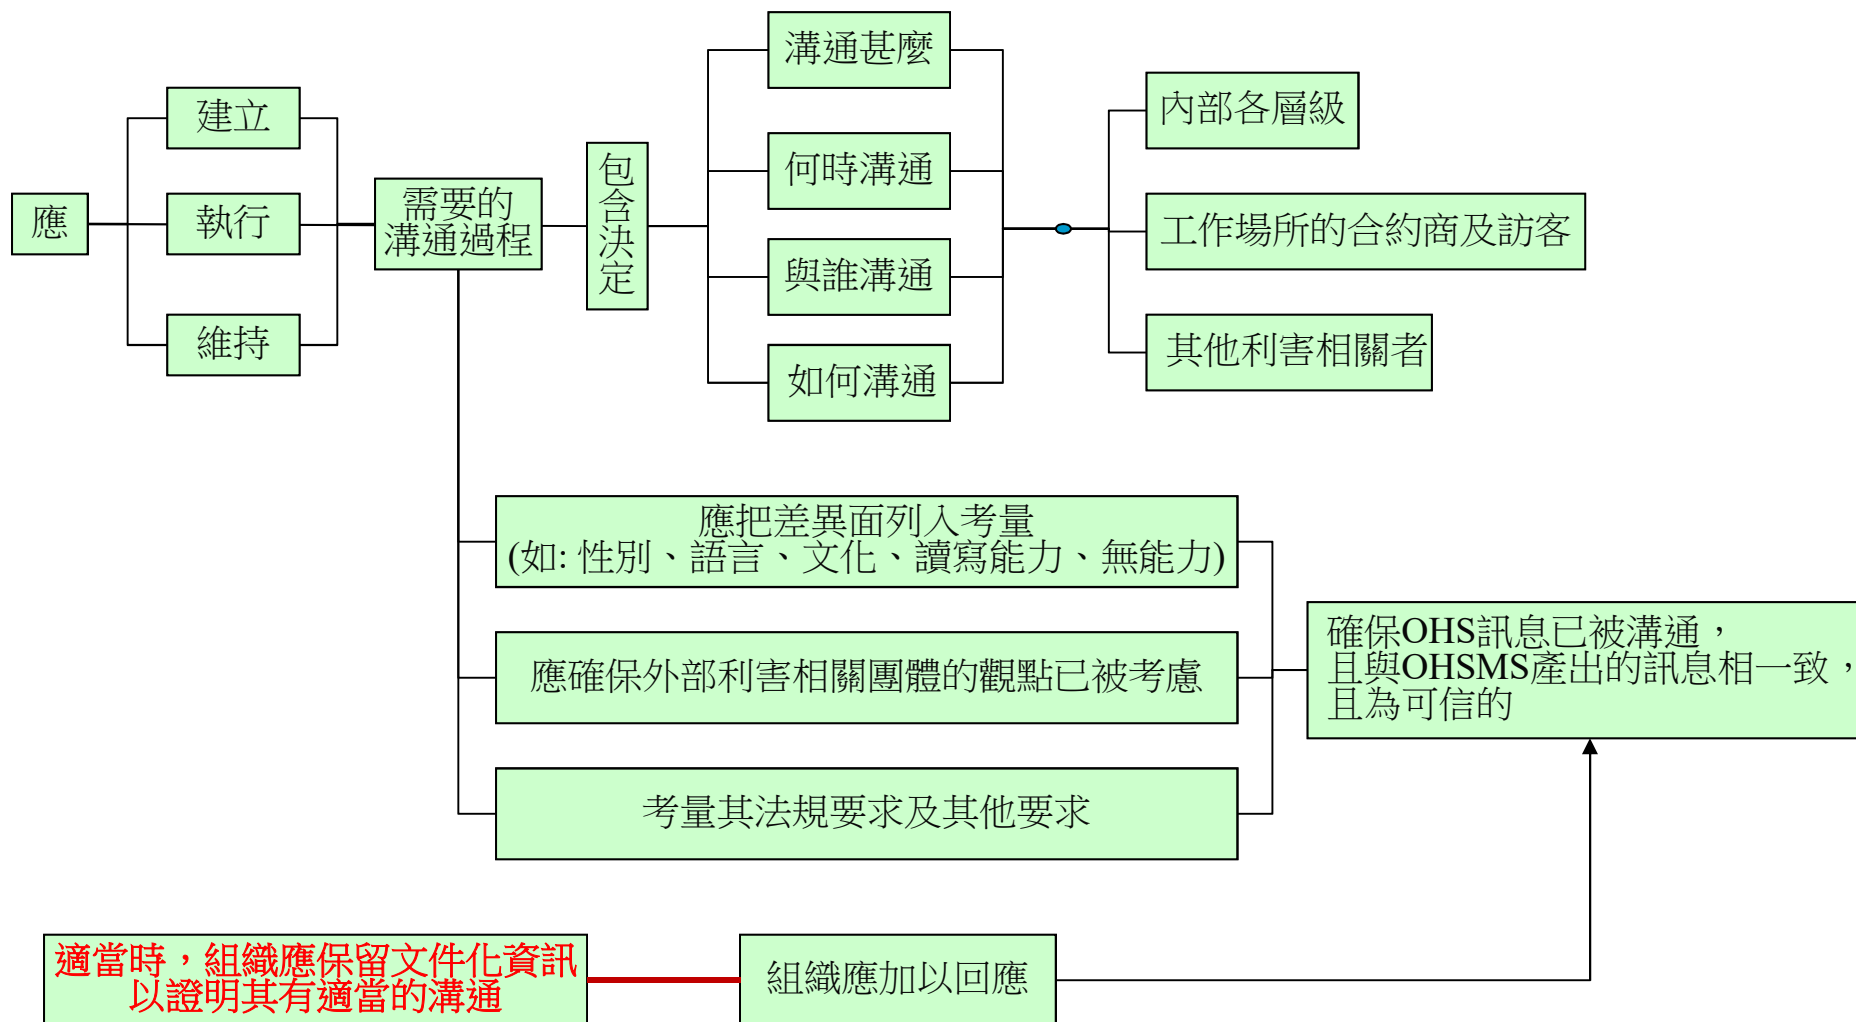 應
建立
執行
維持
需要的
溝通過程
包含決定
溝通甚麼
何時溝通
與誰溝通
如何溝通
內部各層級
工作場所的合約商及訪客
其他利害相關者
應把差異面列入考量
(如: 性別、語言、文化、讀寫能力、無能力)
應確保外部利害相關團體的觀點已被考慮
考量其法規要求及其他要求
確保OHS訊息已被溝通，
且與OHSMS產出的訊息相一致，
且為可信的
適當時，組織應保留文件化資訊
以證明其有適當的溝通
組織應加以回應